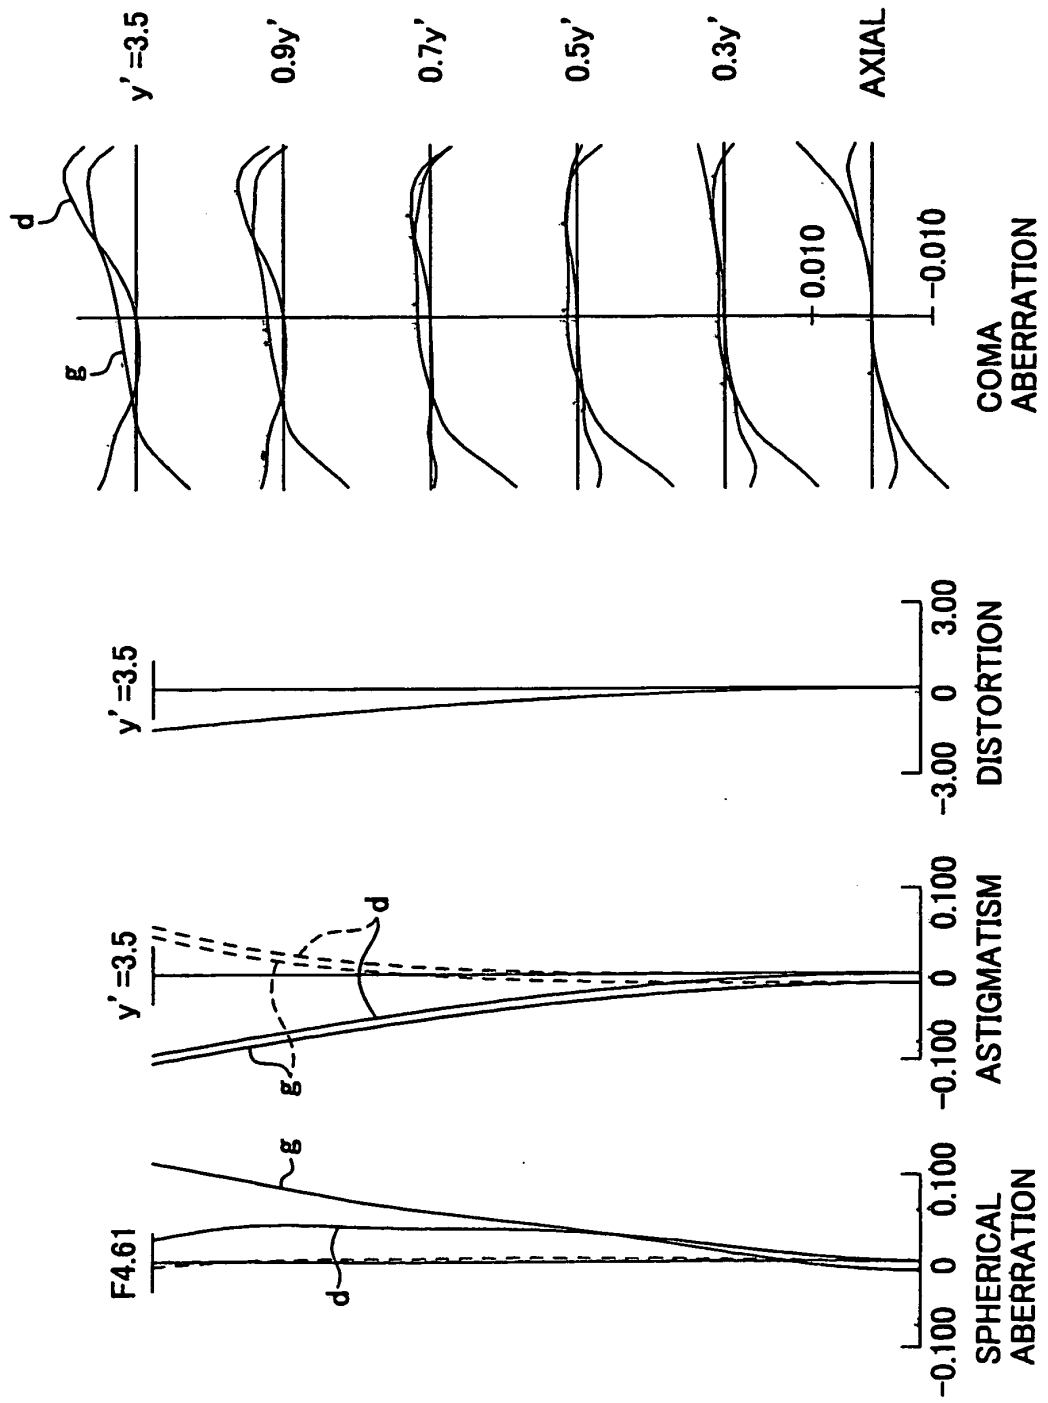 F4.61
g
d
-0.100
0
0.100
SPHERICAL
ABERRATION
y'=3.5
g
d
-0.100
0
0.100
ASTIGMATISM
y'=3.5
-3.00
0
3.00
DISTORTION
g
d
y'=3.5
0.9y'
0.7y'
0.5y'
0.3y'
0.010
AXIAL
-0.010
COMA
ABERRATION